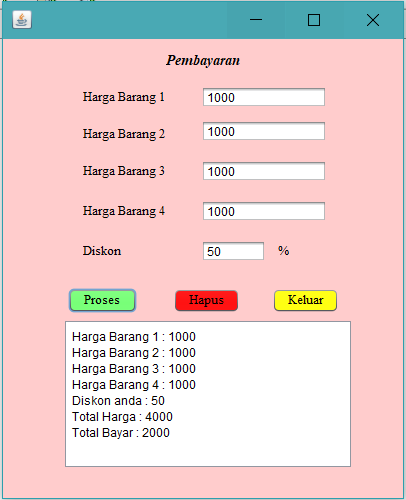 Pembayaran
Harga Barang 1 1000
Harga Barang 2 1000
Harga Barang 3 1000
Harga Barang 4 1000
Diskon 50 %
Proses Hapus Keluar
Harga Barang 1 : 1000
Harga Barang 2 : 1000
Harga Barang 3 : 1000
Harga Barang 4 : 1000
Diskon anda : 50
Total Harga : 4000
Total Bayar : 2000